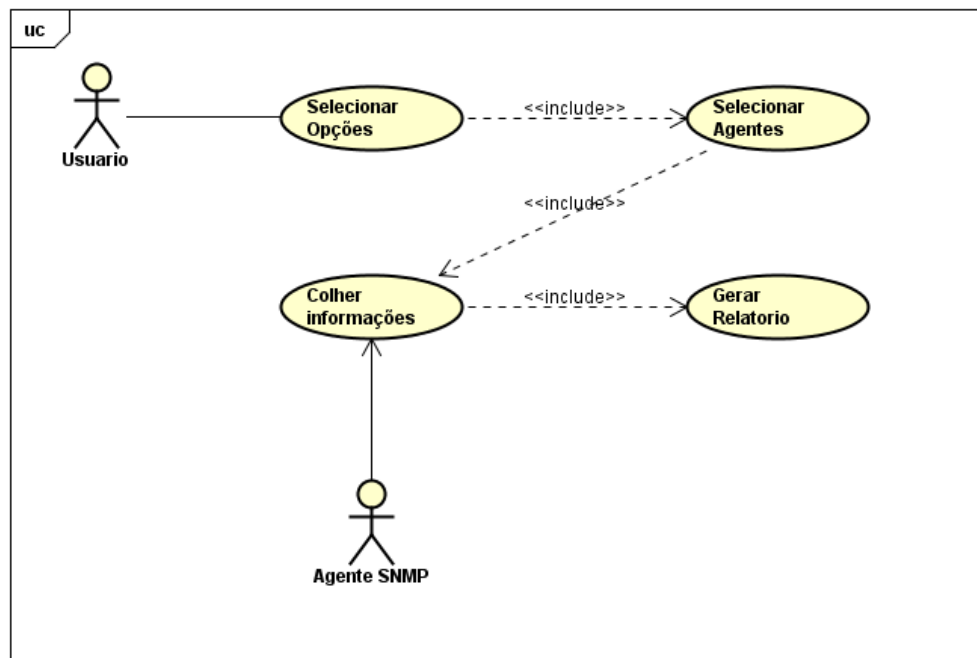 uc
Selecionar
Opções
<<include>>
Selecionar
Agentes
Usuario
<<include>>
Colher
informações
<<include>>
Gerar
Relatorio
Agente SNMP